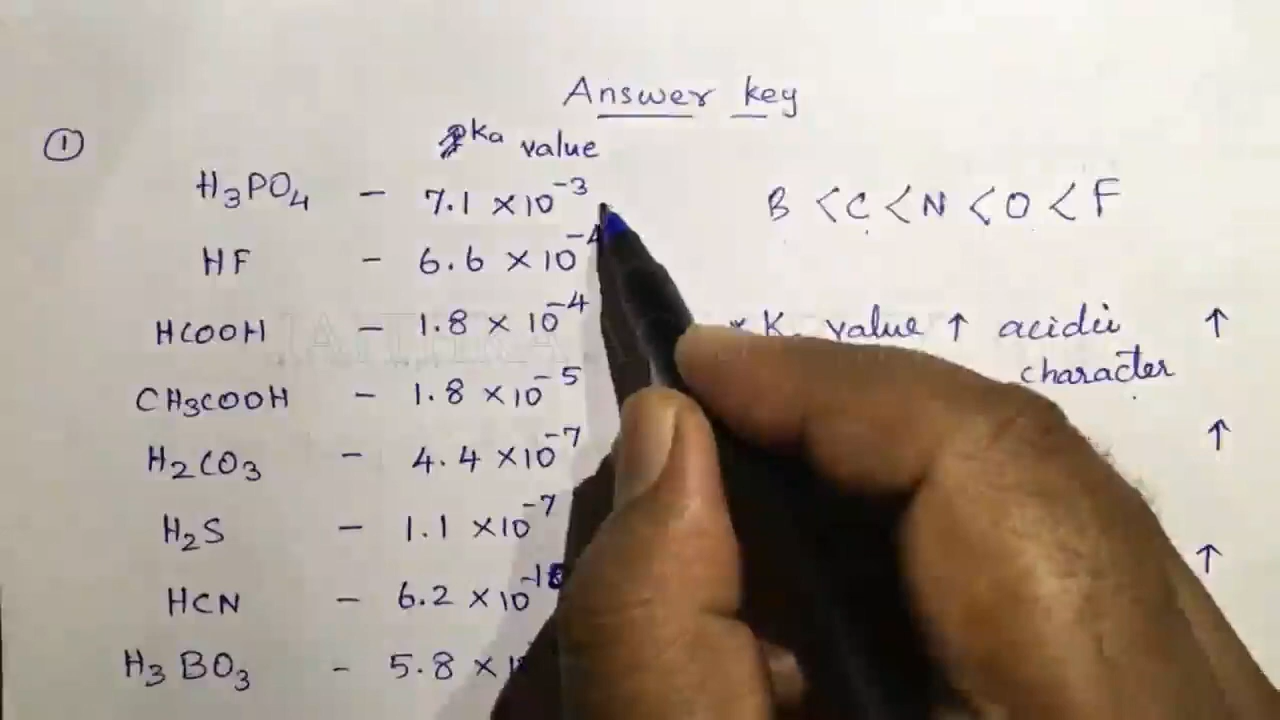 Answer key
① Ka value
H3PO4 - 7.1 × 10^-3
HF - 6.6 × 10^-4
HCOOH - 1.8 × 10^-4
CH3COOH - 1.8 × 10^-5
H2CO3 - 4.4 × 10^-7
H2S - 1.1 × 10^-7
HCN - 6.2 × 10^-10
H3BO3 - 5.8 ×
B < C < N < O < F
value ↑ acidic ↑
character
↑
↑